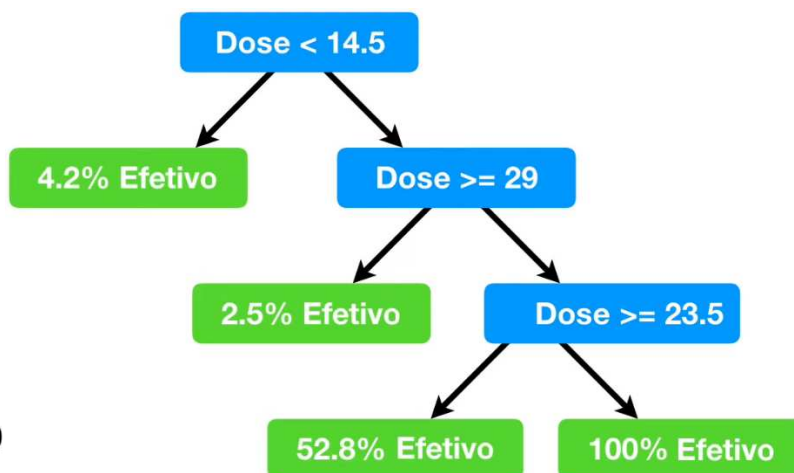 Dose < 14.5
4.2% Efetivo
Dose >= 29
2.5% Efetivo
Dose >= 23.5
52.8% Efetivo
100% Efetivo